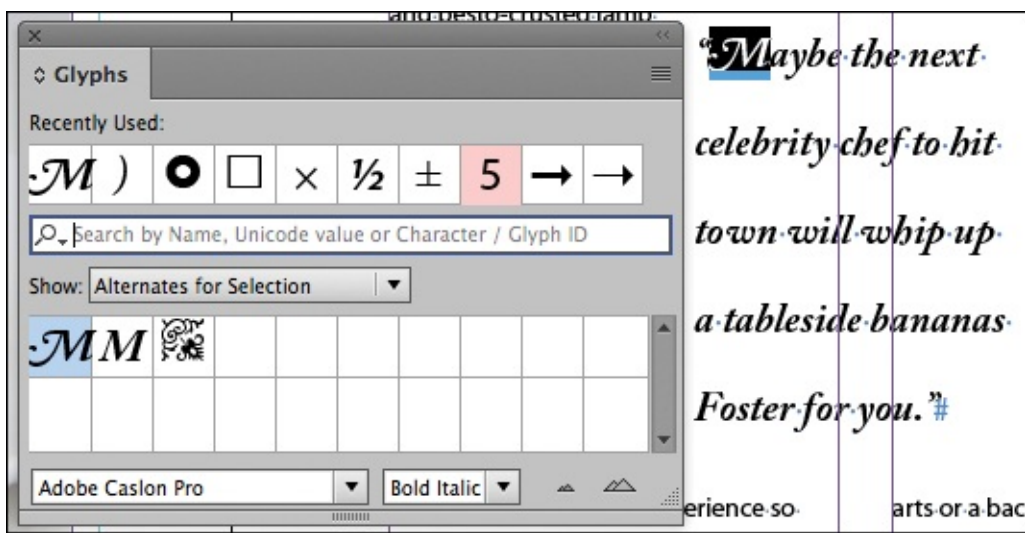 and pesto-crusted lamp.
Glyphs
Recently Used:
M ) □ × ½ ± 5 → →
Search by Name, Unicode value or Character / Glyph ID
Show: Alternates for Selection
M M
Adobe Caslon Pro
Bold Italic
“Maybe the next
celebrity chef to hit
town will whip up
a tableside bananas
Foster for you.”#
erience so
arts or a bac